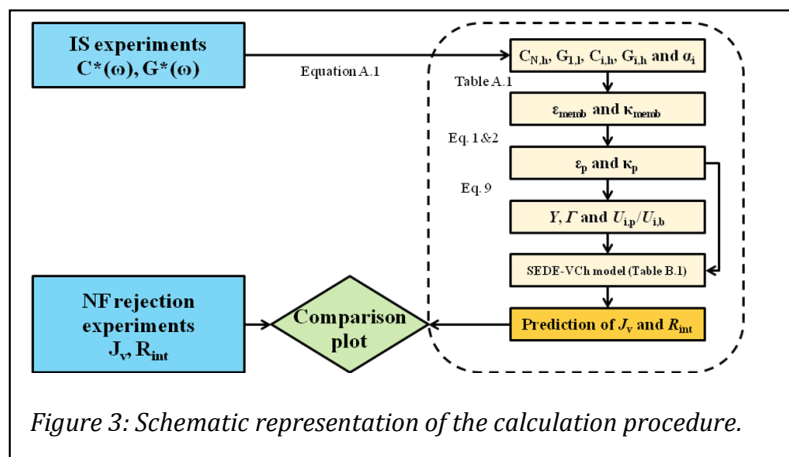 IS experiments
C*(ω), G*(ω)
Equation A.1
C_N,h, G_1,l, C_i,h, G_i,h and α_i
Table A.1
ε_memb and κ_memb
Eq. 1&2
ε_p and κ_p
Eq. 9
Y, Γ and U_i,p/U_i,b
SEDE-VCh model (Table B.1)
NF rejection
experiments
J_v, R_int
Comparison
plot
Prediction of J_v and R_int
Figure 3: Schematic representation of the calculation procedure.